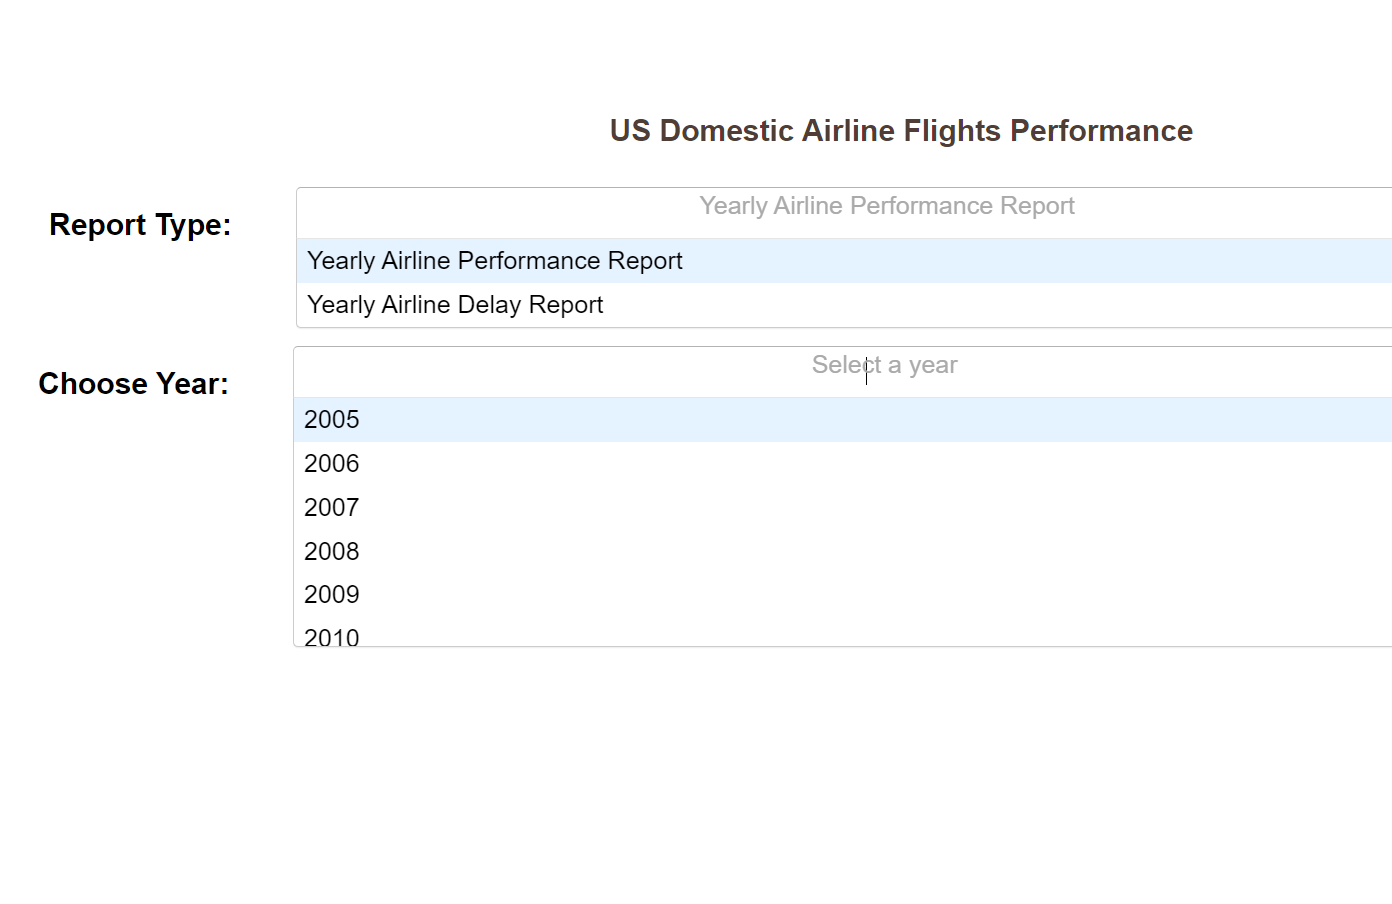 US Domestic Airline Flights Performance
Report Type:
Yearly Airline Performance Report
Yearly Airline Performance Report
Yearly Airline Delay Report
Choose Year:
Select a year
2005
2006
2007
2008
2009
2010